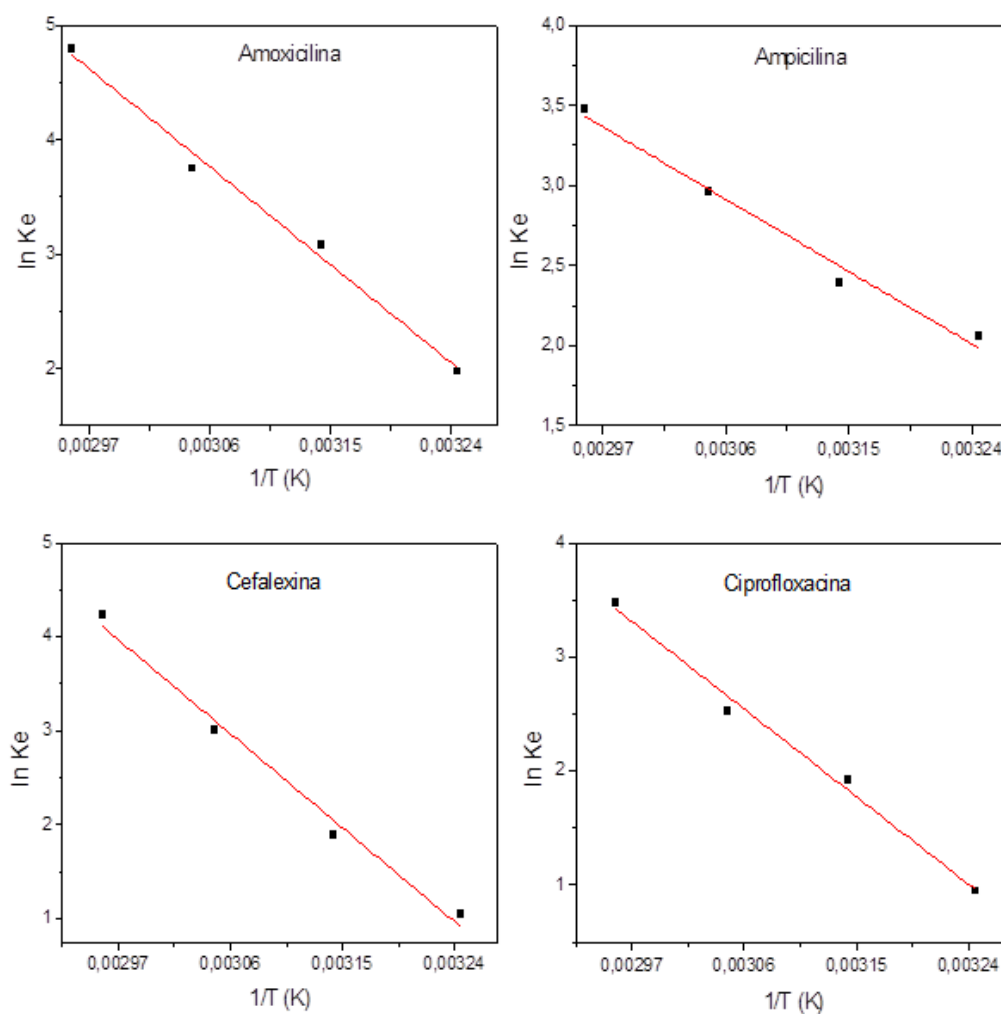 Amoxicilina
ln Ke
5
4
3
2
0,00297 0,00306 0,00315 0,00324
1/T (K)
Ampicilina
ln Ke
4,0
3,5
3,0
2,5
2,0
1,5
0,00297 0,00306 0,00315 0,00324
1/T (K)
Cefalexina
ln Ke
5
4
3
2
1
0,00297 0,00306 0,00315 0,00324
1/T (K)
Ciprofloxacina
ln Ke
4
3
2
1
0,00297 0,00306 0,00315 0,00324
1/T (K)